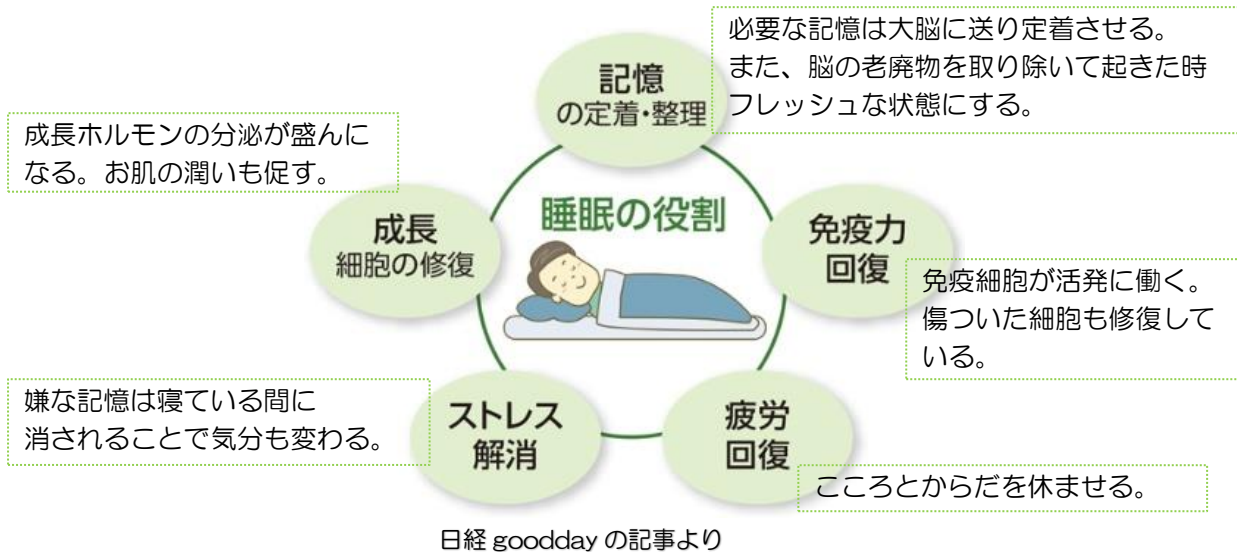 必要な記憶は大脳に送り定着させる。
また、脳の老廃物を取り除いて起きた時
フレッシュな状態にする。
記憶
の定着・整理
成長ホルモンの分泌が盛んに
なる。お肌の潤いも促す。
睡眠の役割
成長
細胞の修復
免疫力
回復
免疫細胞が活発に働く。
傷ついた細胞も修復して
いる。
嫌な記憶は寝ている間に
消されることで気分も変わる。
ストレス
解消
疲労
回復
こころとからだを休ませる。
日経 goodday の記事より